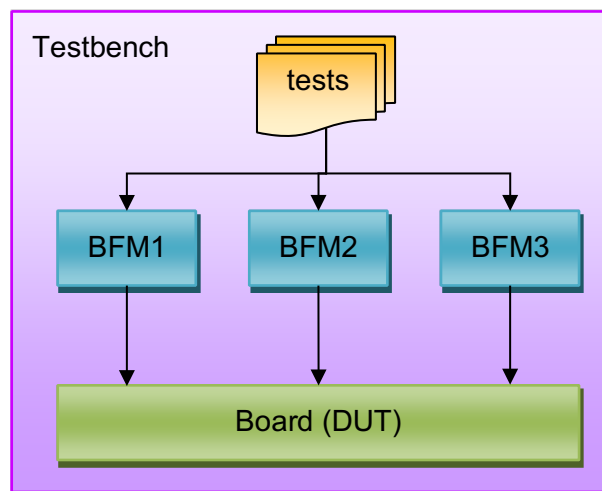 Testbench
tests
BFM1
BFM2
BFM3
Board (DUT)